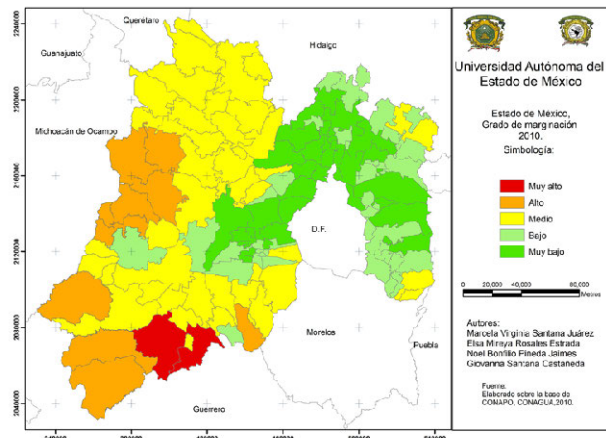 Querétaro
Guanajuato
Hidalgo
Michoacán de Ocampo
D.F.
Morelos
Puebla
Guerrero
Universidad Autónoma del
Estado de México
Estado de México,
Grado de marginación
2010.
Simbología:
Muy alto
Alto
Medio
Bajo
Muy bajo
0 20,000 40,000 80,000
Metros
Autores:
Marcela Virginia Santana Juárez
Elsa Mireya Rosales Estrada
Noel Bonfilio Pineda Jaimes
Giovanna Santana Castañeda
Fuente:
Elaborado sobre la base de
CONAPO, CONAGUA,2010.